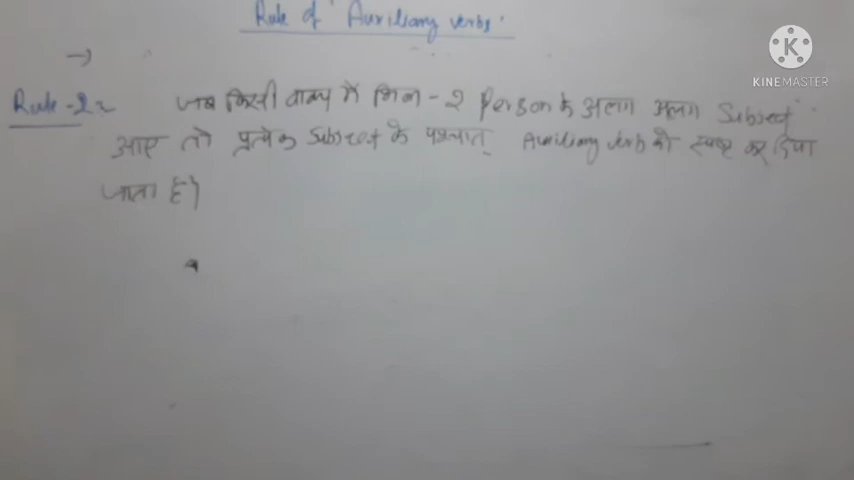 Rule of Auxiliary verbs
K
KINEMASTER
Rule-2 जब किसी वाक्य में भिन्न-2 Person के अलग अलग Subject
आए तो प्रत्येक Subject के पश्चात् Auxiliary verb को स्पष्ट कर दिया
जाता है।